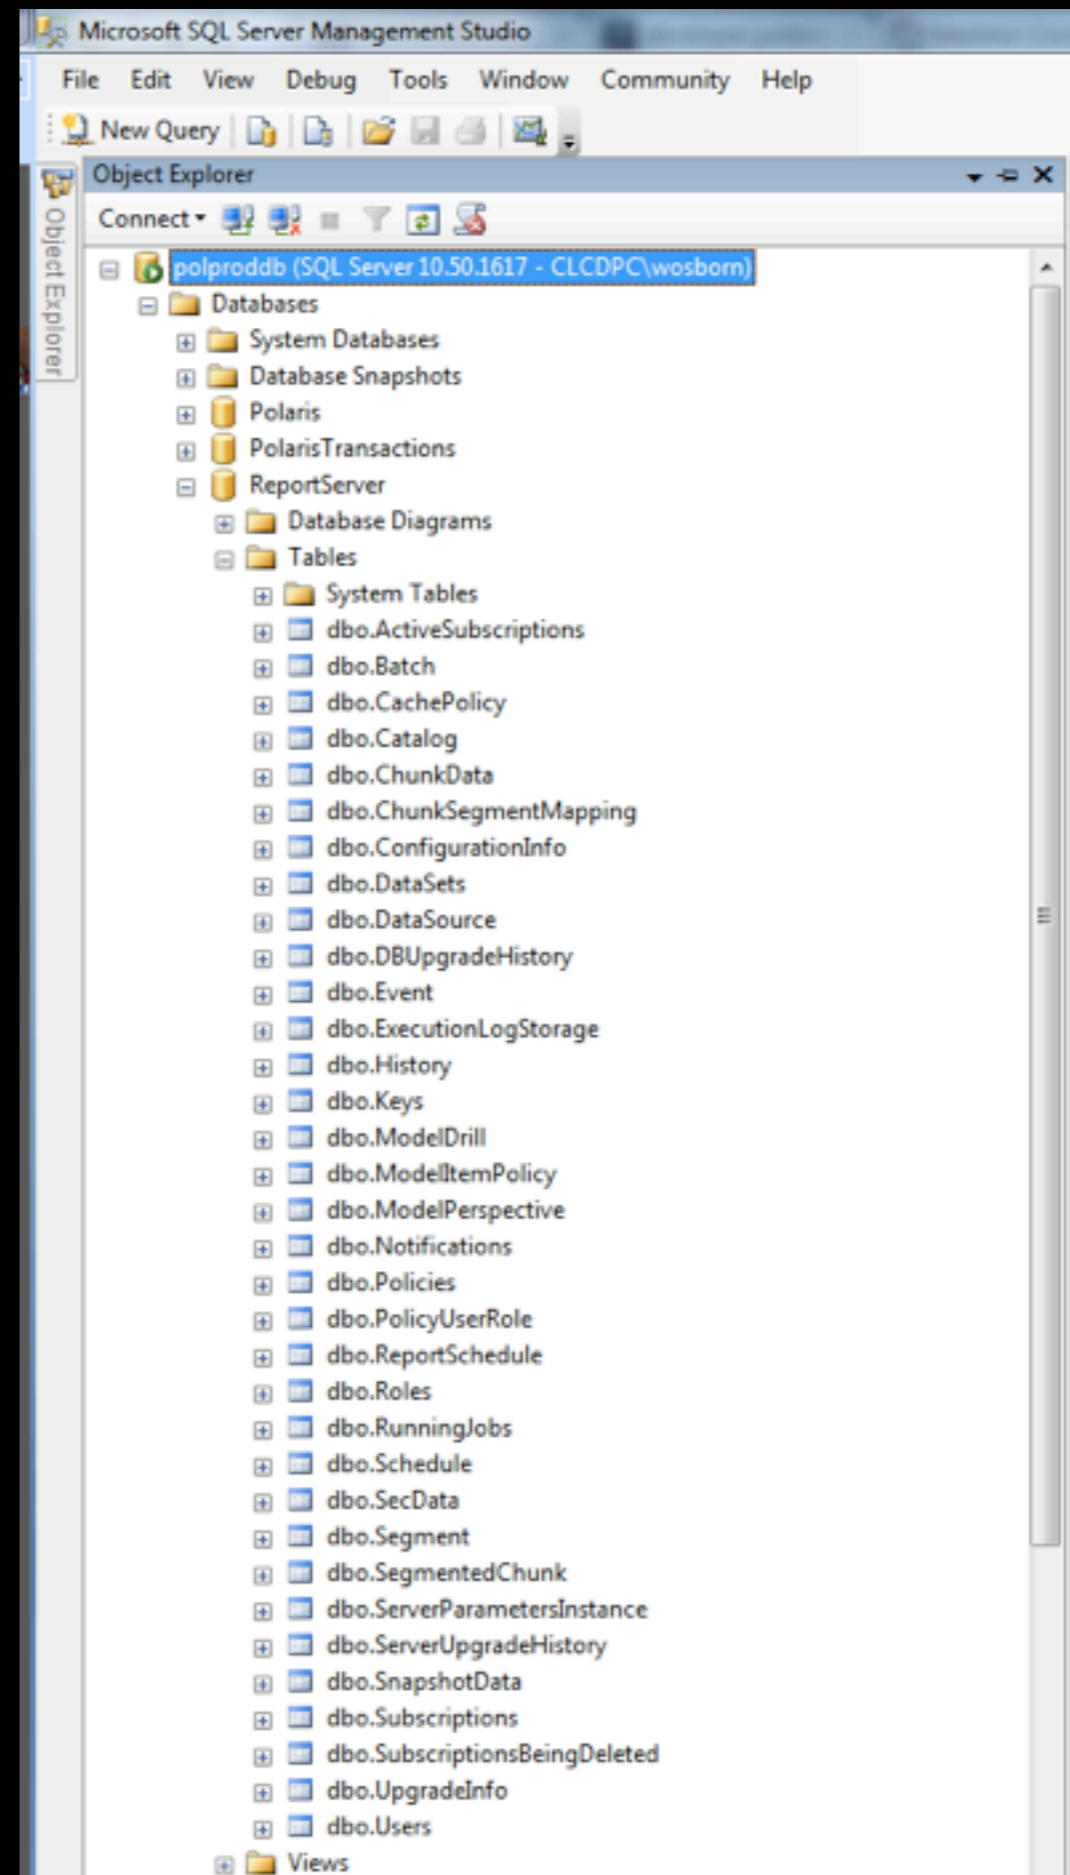 Microsoft SQL Server Management Studio
File Edit View Debug Tools Window Community Help
New Query
Object Explorer
Object Explorer
Connect
polproddb (SQL Server 10.50.1617 - CLCDPC\wosborn)
Databases
System Databases
Database Snapshots
Polaris
PolarisTransactions
ReportServer
Database Diagrams
Tables
System Tables
dbo.ActiveSubscriptions
dbo.Batch
dbo.CachePolicy
dbo.Catalog
dbo.ChunkData
dbo.ChunkSegmentMapping
dbo.ConfigurationInfo
dbo.DataSets
dbo.DataSource
dbo.DBUpgradeHistory
dbo.Event
dbo.ExecutionLogStorage
dbo.History
dbo.Keys
dbo.ModelDrill
dbo.ModelItemPolicy
dbo.ModelPerspective
dbo.Notifications
dbo.Policies
dbo.PolicyUserRole
dbo.ReportSchedule
dbo.Roles
dbo.RunningJobs
dbo.Schedule
dbo.SecData
dbo.Segment
dbo.SegmentedChunk
dbo.ServerParametersInstance
dbo.ServerUpgradeHistory
dbo.SnapshotData
dbo.Subscriptions
dbo.SubscriptionsBeingDeleted
dbo.UpgradeInfo
dbo.Users
Views